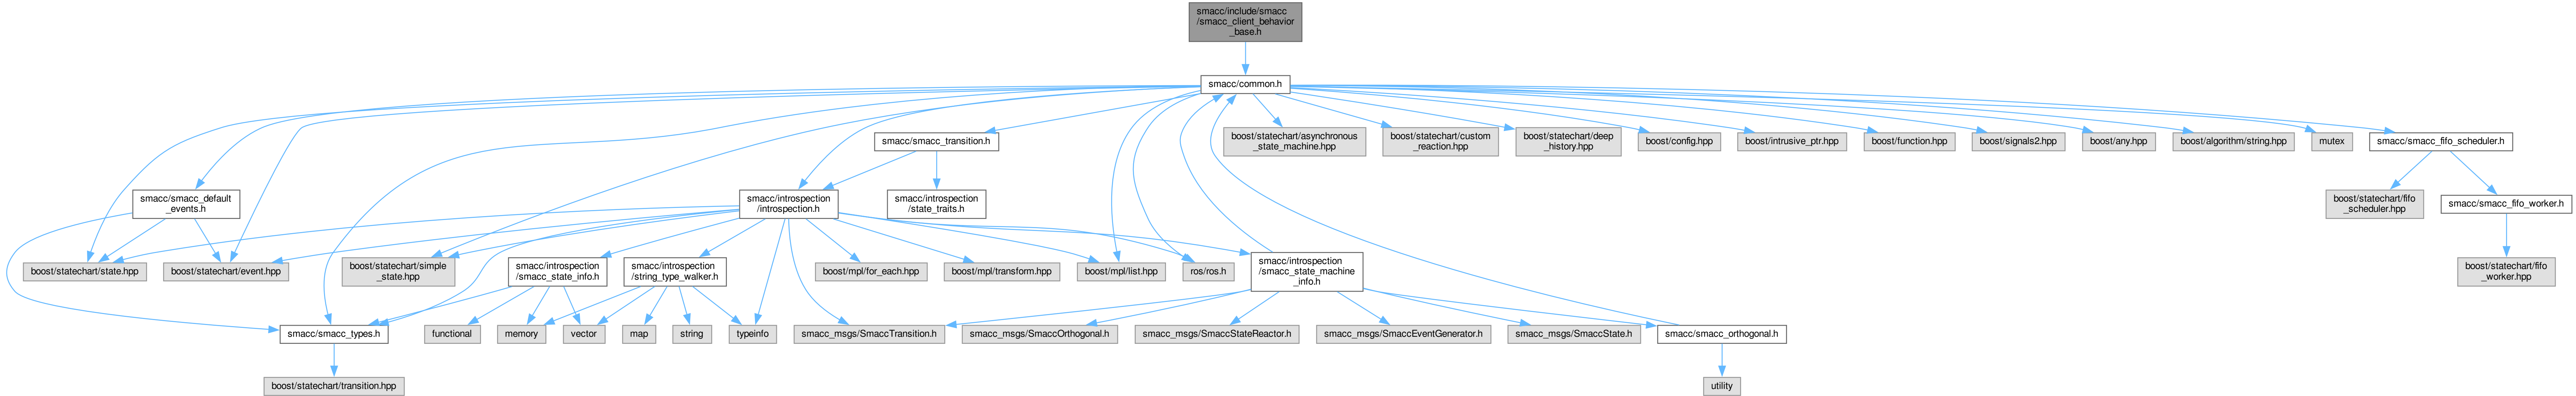 smacc/include/smacc
/smacc_client_behavior
_base.h
smacc/common.h
boost/statechart/asynchronous
_state_machine.hpp
boost/statechart/custom
_reaction.hpp
boost/statechart/deep
_history.hpp
boost/config.hpp
boost/intrusive_ptr.hpp
boost/function.hpp
boost/signals2.hpp
boost/any.hpp
boost/algorithm/string.hpp
mutex
smacc/smacc_fifo_scheduler.h
smacc/smacc_transition.h
smacc/smacc_default
_events.h
smacc/introspection
/introspection.h
smacc/introspection
/state_traits.h
boost/statechart/fifo
_scheduler.hpp
smacc/smacc_fifo_worker.h
boost/statechart/state.hpp
boost/statechart/event.hpp
boost/statechart/simple
_state.hpp
smacc/introspection
/smacc_state_info.h
smacc/introspection
/string_type_walker.h
boost/mpl/for_each.hpp
boost/mpl/transform.hpp
boost/mpl/list.hpp
ros/ros.h
smacc/introspection
/smacc_state_machine
_info.h
boost/statechart/fifo
_worker.hpp
smacc/smacc_types.h
functional
memory
vector
map
string
typeinfo
smacc_msgs/SmaccTransition.h
smacc_msgs/SmaccOrthogonal.h
smacc_msgs/SmaccStateReactor.h
smacc_msgs/SmaccEventGenerator.h
smacc_msgs/SmaccState.h
smacc/smacc_orthogonal.h
boost/statechart/transition.hpp
utility